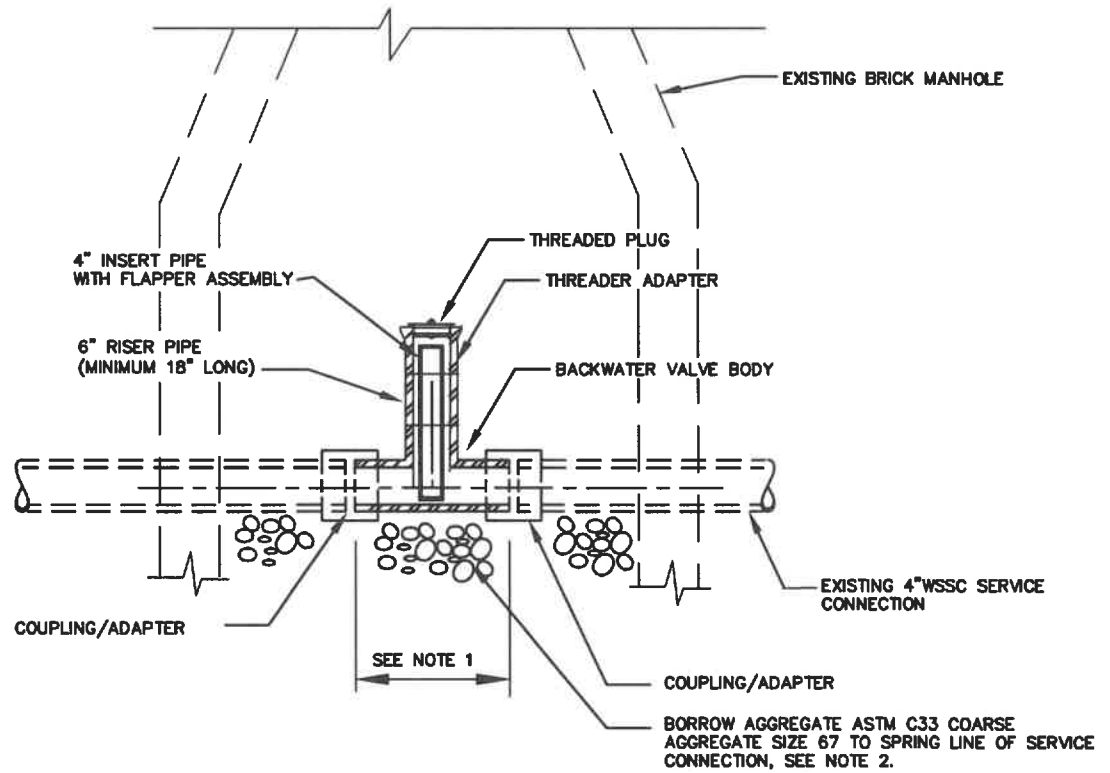 EXISTING BRICK MANHOLE
THREADED PLUG
4" INSERT PIPE
WITH FLAPPER ASSEMBLY
THREADER ADAPTER
6" RISER PIPE
(MINIMUM 18" LONG)
BACKWATER VALVE BODY
EXISTING 4"WSSC SERVICE
CONNECTION
COUPLING/ADAPTER
SEE NOTE 1
COUPLING/ADAPTER
BORROW AGGREGATE ASTM C33 COARSE
AGGREGATE SIZE 67 TO SPRING LINE OF SERVICE
CONNECTION, SEE NOTE 2.